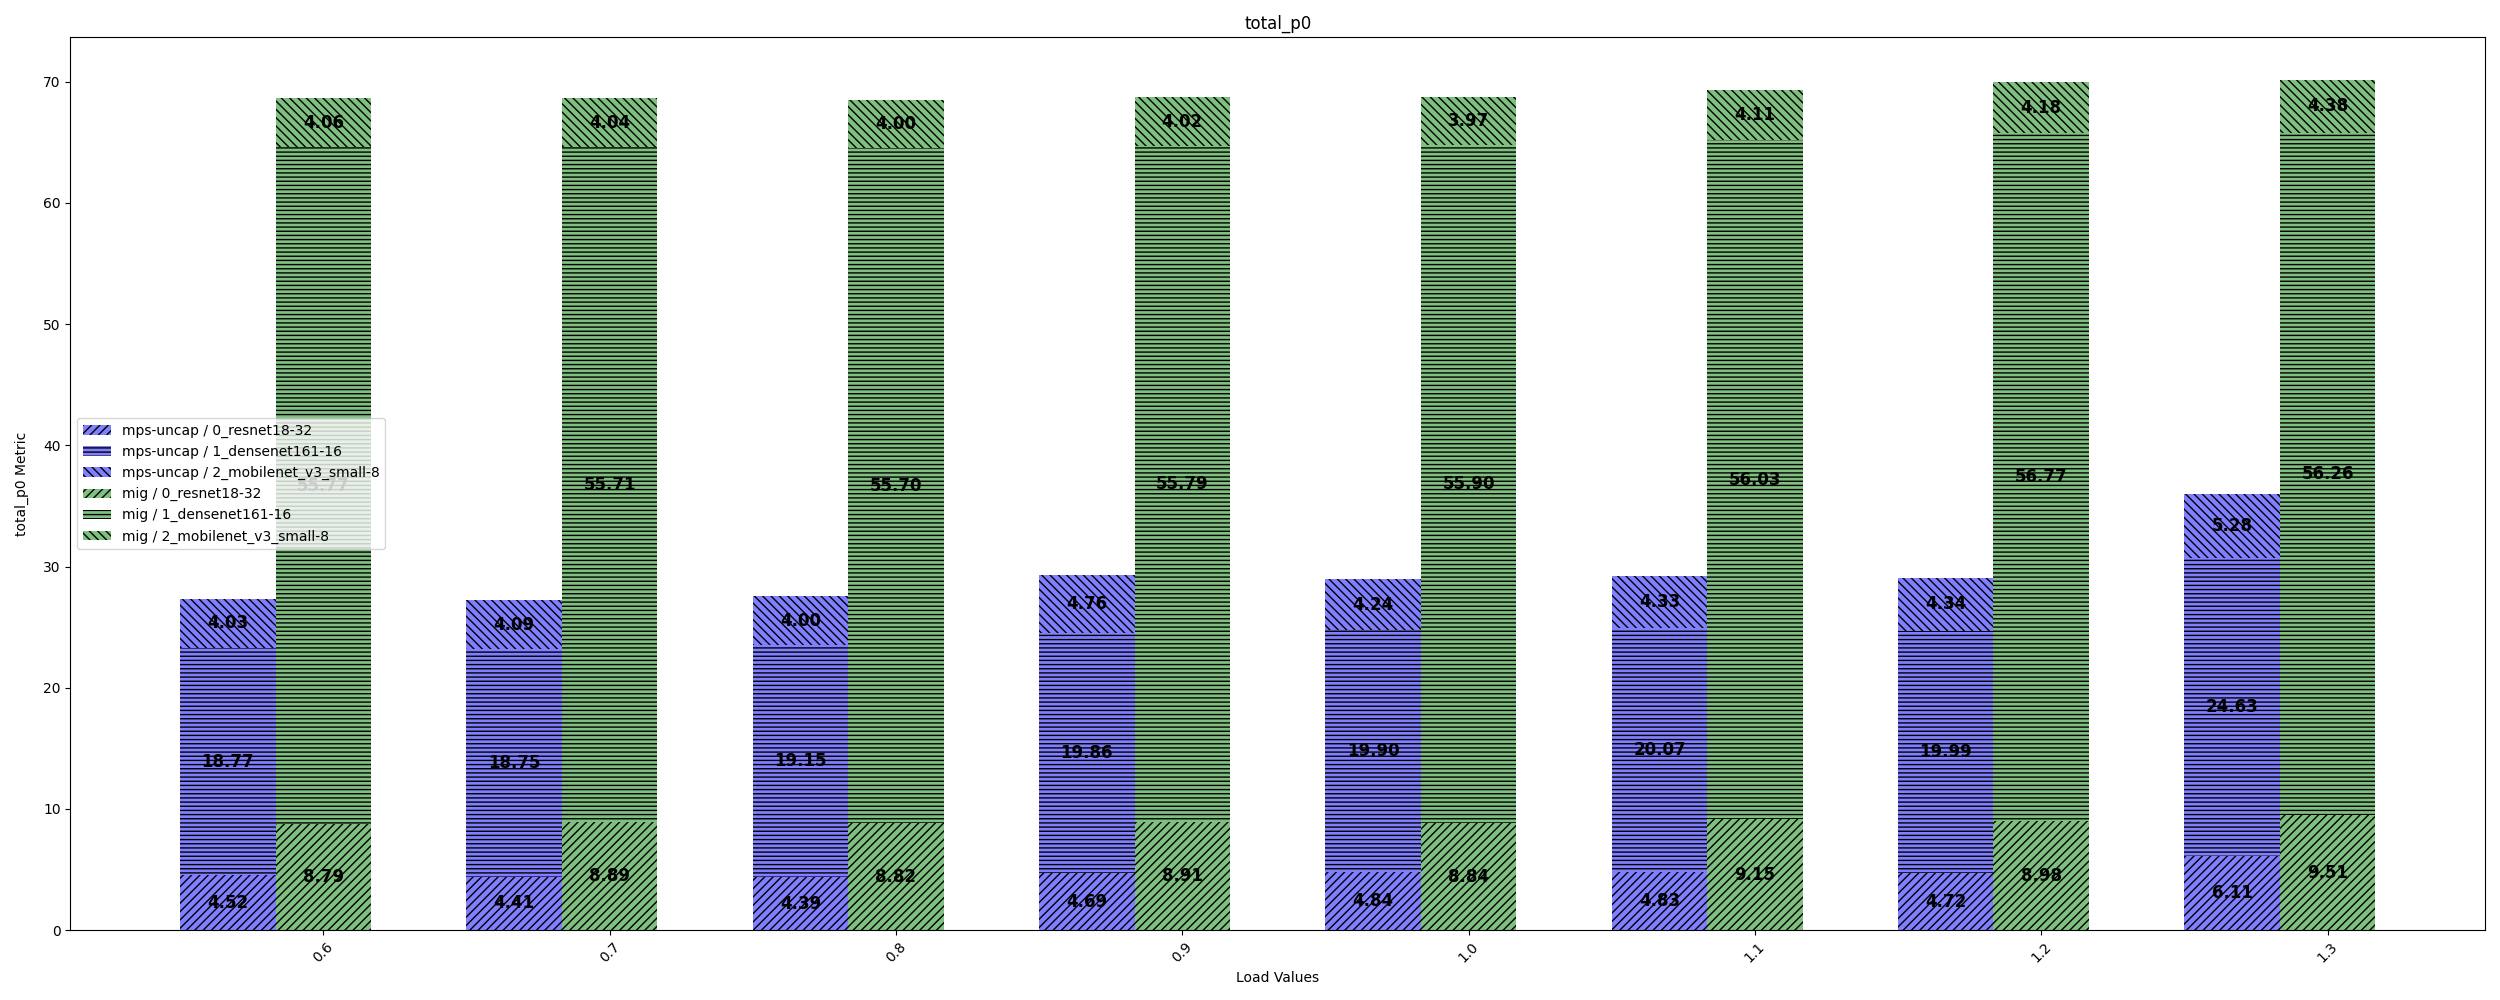 total_p0
total_p0 Metric
70
60
50
40
30
20
10
0
4.06 4.04 4.00 4.02 3.97 4.11 4.18 4.38
55.77 55.71 55.70 55.79 55.90 56.03 56.77 56.26
8.79 8.89 8.82 8.91 8.84 9.15 8.98 9.51
4.03 4.09 4.00 4.76 4.24 4.33 4.34 5.28
18.77 18.75 19.15 19.86 19.90 20.07 19.99 24.63
4.52 4.41 4.39 4.69 4.84 4.83 4.72 6.11
mps-uncap / 0_resnet18-32
mps-uncap / 1_densenet161-16
mps-uncap / 2_mobilenet_v3_small-8
mig / 0_resnet18-32
mig / 1_densenet161-16
mig / 2_mobilenet_v3_small-8
0.6 0.7 0.8 0.9 1.0 1.1 1.2 1.3
Load Values